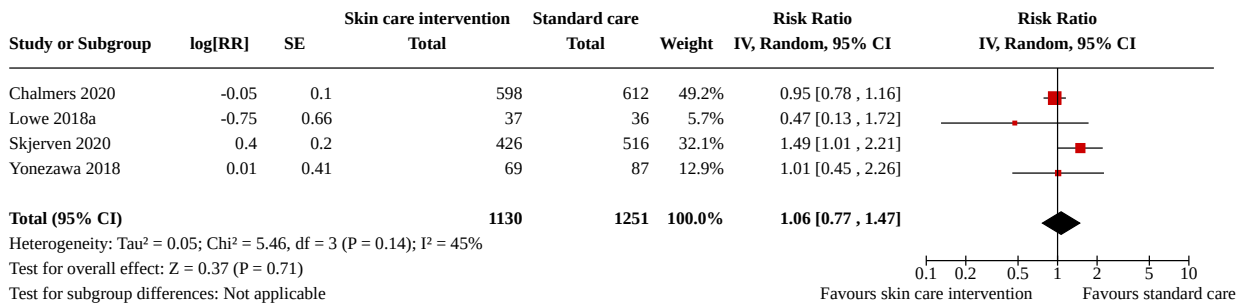 Skin care intervention Standard care Risk Ratio Risk Ratio
Study or Subgroup log[RR] SE Total Total Weight IV, Random, 95% CI IV, Random, 95% CI
Chalmers 2020 -0.05 0.1 598 612 49.2% 0.95 [0.78 , 1.16]
Lowe 2018a -0.75 0.66 37 36 5.7% 0.47 [0.13 , 1.72]
Skjerven 2020 0.4 0.2 426 516 32.1% 1.49 [1.01 , 2.21]
Yonezawa 2018 0.01 0.41 69 87 12.9% 1.01 [0.45 , 2.26]
Total (95% CI) 1130 1251 100.0% 1.06 [0.77 , 1.47]
Heterogeneity: Tau² = 0.05; Chi² = 5.46, df = 3 (P = 0.14); I² = 45%
Test for overall effect: Z = 0.37 (P = 0.71)
0.1 0.2 0.5 1 2 5 10
Test for subgroup differences: Not applicable Favours skin care intervention Favours standard care